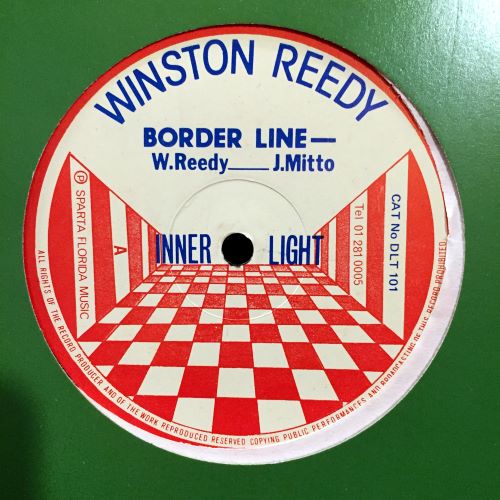 WINSTON REEDY
BORDER LINE—
W.Reedy___J.Mitto
INNER LIGHT
A
℗ SPARTA FLORIDA MUSIC
Tel 01 281 0005
CAT No DLT 101
ALL RIGHTS OF THE RECORD PRODUCER AND OF THE WORK REPRODUCED RESERVED COPYING PUBLIC PERFORMANCES AND BROADCASTING OF THIS RECORD PROHIBITED.